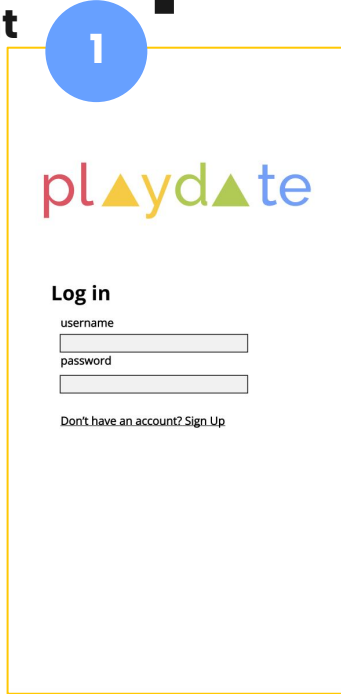 t
1
playdate
Log in
username
password
Don't have an account? Sign Up